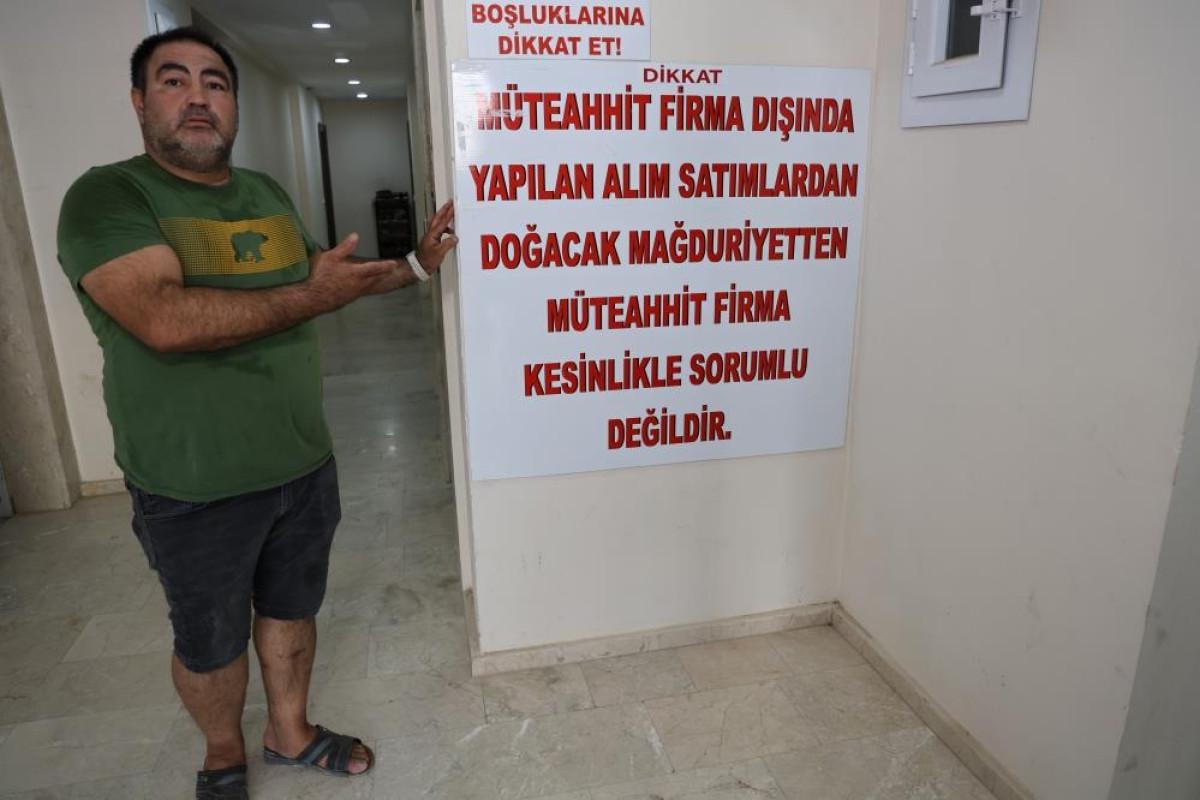 BOŞLUKLARINA
DİKKAT ET!
DİKKAT
MÜTEAHHİT FİRMA DIŞINDA
YAPILAN ALIM SATIMLARDAN
DOĞACAK MAĞDURİYETTEN
MÜTEAHHİT FİRMA
KESİNLİKLE SORUMLU
DEĞİLDİR.